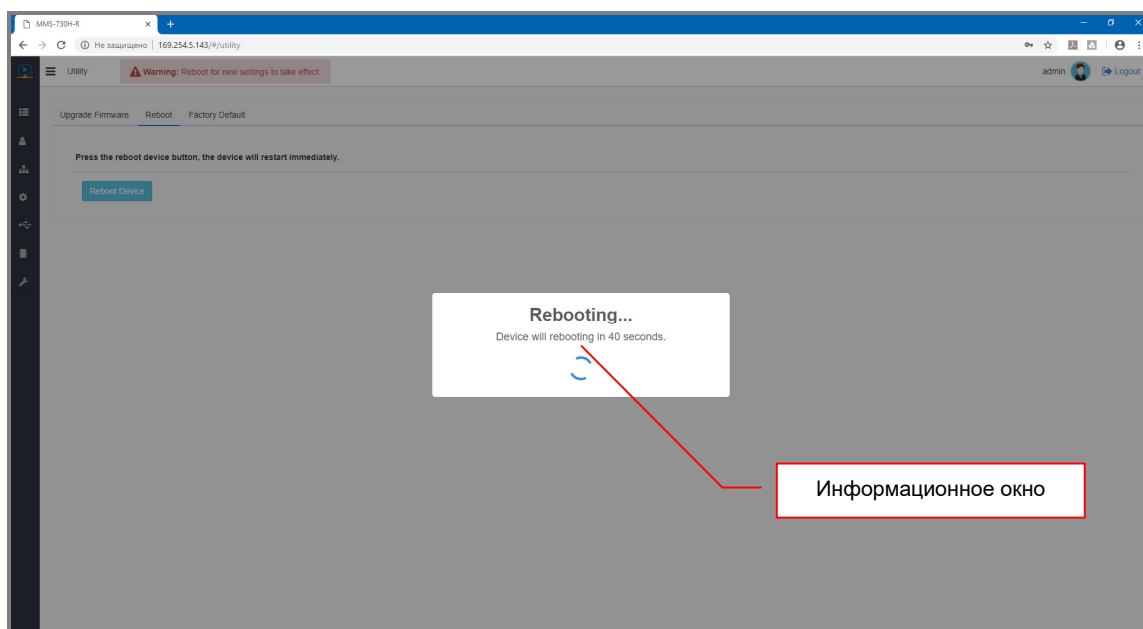 MMS-730H-R
Не защищено | 169.254.5.143/#/utility
Utility
Warning: Reboot for new settings to take effect.
admin
Logout
Upgrade Firmware Reboot Factory Default
Press the reboot device button, the device will restart immediately.
Reboot Device
Rebooting...
Device will rebooting in 40 seconds.
Информационное окно